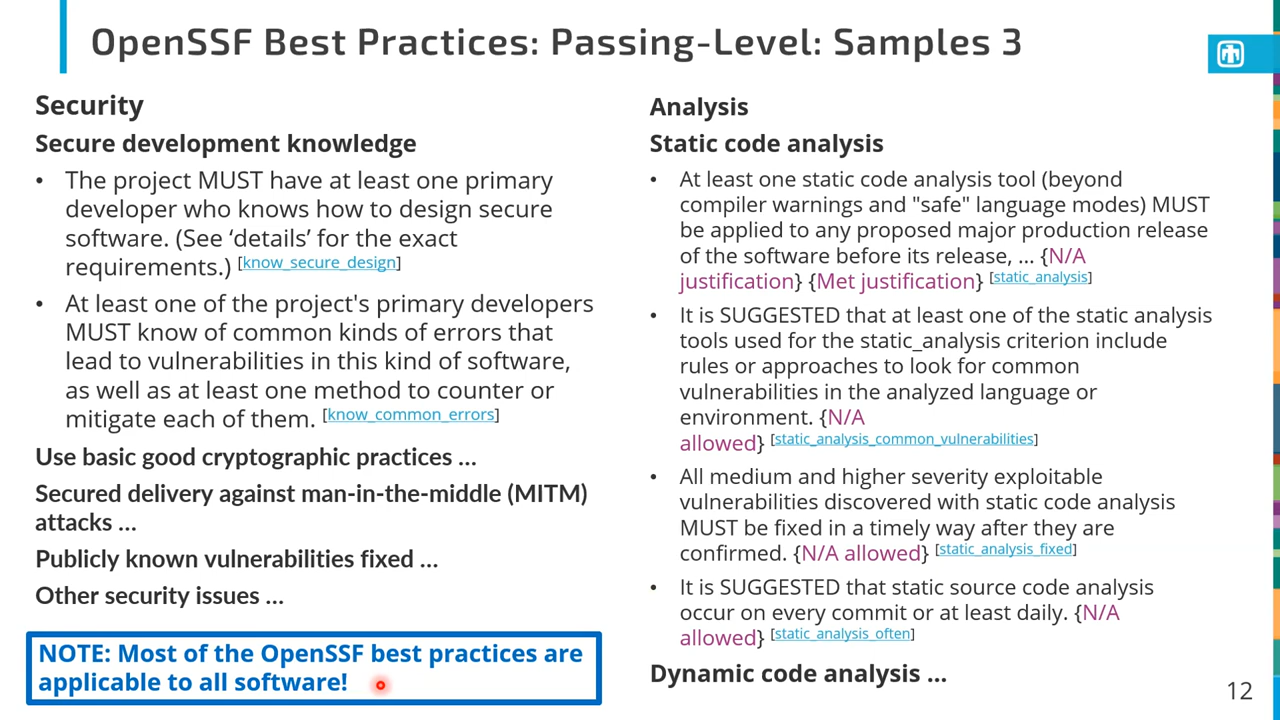 OpenSSF Best Practices: Passing-Level: Samples 3
Security
Secure development knowledge
• The project MUST have at least one primary
developer who knows how to design secure
software. (See ‘details’ for the exact
requirements.) [know_secure_design]
• At least one of the project's primary developers
MUST know of common kinds of errors that
lead to vulnerabilities in this kind of software,
as well as at least one method to counter or
mitigate each of them. [know_common_errors]
Use basic good cryptographic practices ...
Secured delivery against man-in-the-middle (MITM)
attacks ...
Publicly known vulnerabilities fixed ...
Other security issues ...
NOTE: Most of the OpenSSF best practices are
applicable to all software!
Analysis
Static code analysis
• At least one static code analysis tool (beyond
compiler warnings and "safe" language modes) MUST
be applied to any proposed major production release
of the software before its release, ... {N/A
justification} {Met justification} [static_analysis]
• It is SUGGESTED that at least one of the static analysis
tools used for the static_analysis criterion include
rules or approaches to look for common
vulnerabilities in the analyzed language or
environment. {N/A
allowed} [static_analysis_common_vulnerabilities]
• All medium and higher severity exploitable
vulnerabilities discovered with static code analysis
MUST be fixed in a timely way after they are
confirmed. {N/A allowed} [static_analysis_fixed]
• It is SUGGESTED that static source code analysis
occur on every commit or at least daily. {N/A
allowed} [static_analysis_often]
Dynamic code analysis ...
12